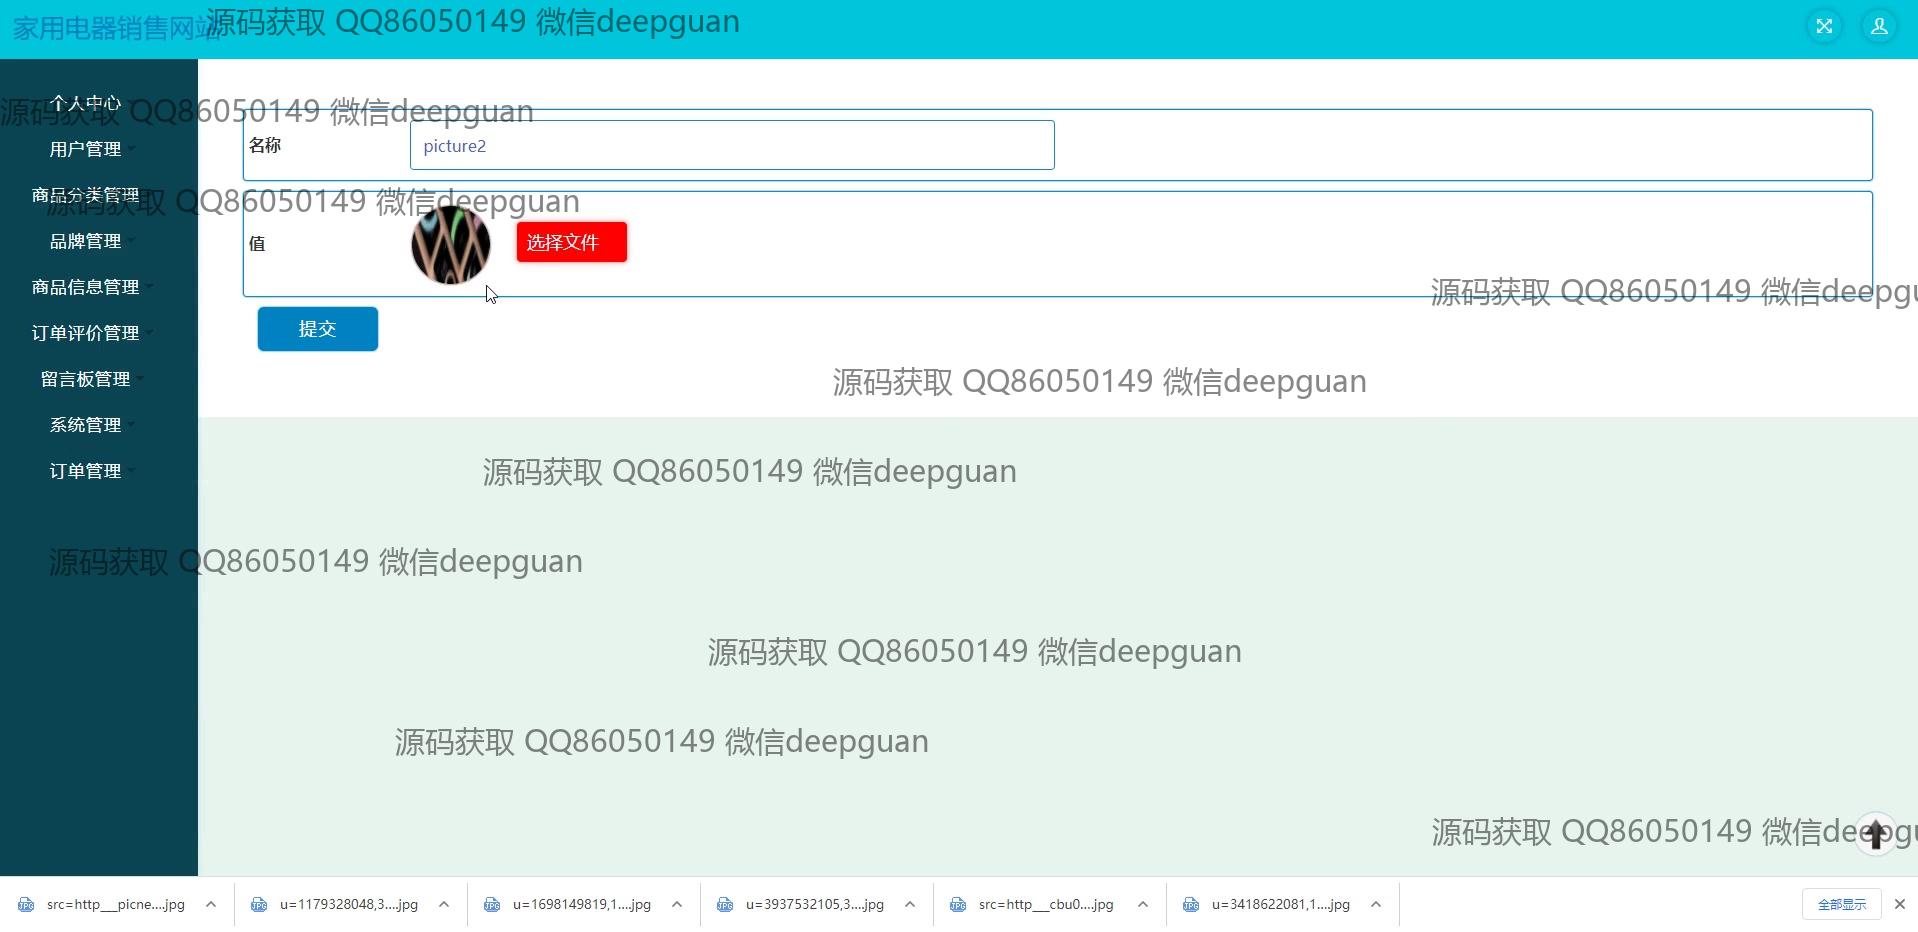 家用电器销售网站
源码获取 QQ86050149 微信deepguan
个人中心
源码获取 QQ86050149 微信deepguan
名称
picture2
用户管理
商品分类管理
源码获取 QQ86050149 微信deepguan
品牌管理
值
选择文件
商品信息管理
源码获取 QQ86050149 微信deepgu
提交
订单评价管理
留言板管理
源码获取 QQ86050149 微信deepguan
系统管理
订单管理
源码获取 QQ86050149 微信deepguan
源码获取 QQ86050149 微信deepguan
源码获取 QQ86050149 微信deepguan
源码获取 QQ86050149 微信deepguan
源码获取 QQ86050149 微信deepgu
src=http___picne....jpg
u=1179328048,3....jpg
u=1698149819,1....jpg
u=3937532105,3....jpg
src=http___cbu0....jpg
u=3418622081,1....jpg
全部显示